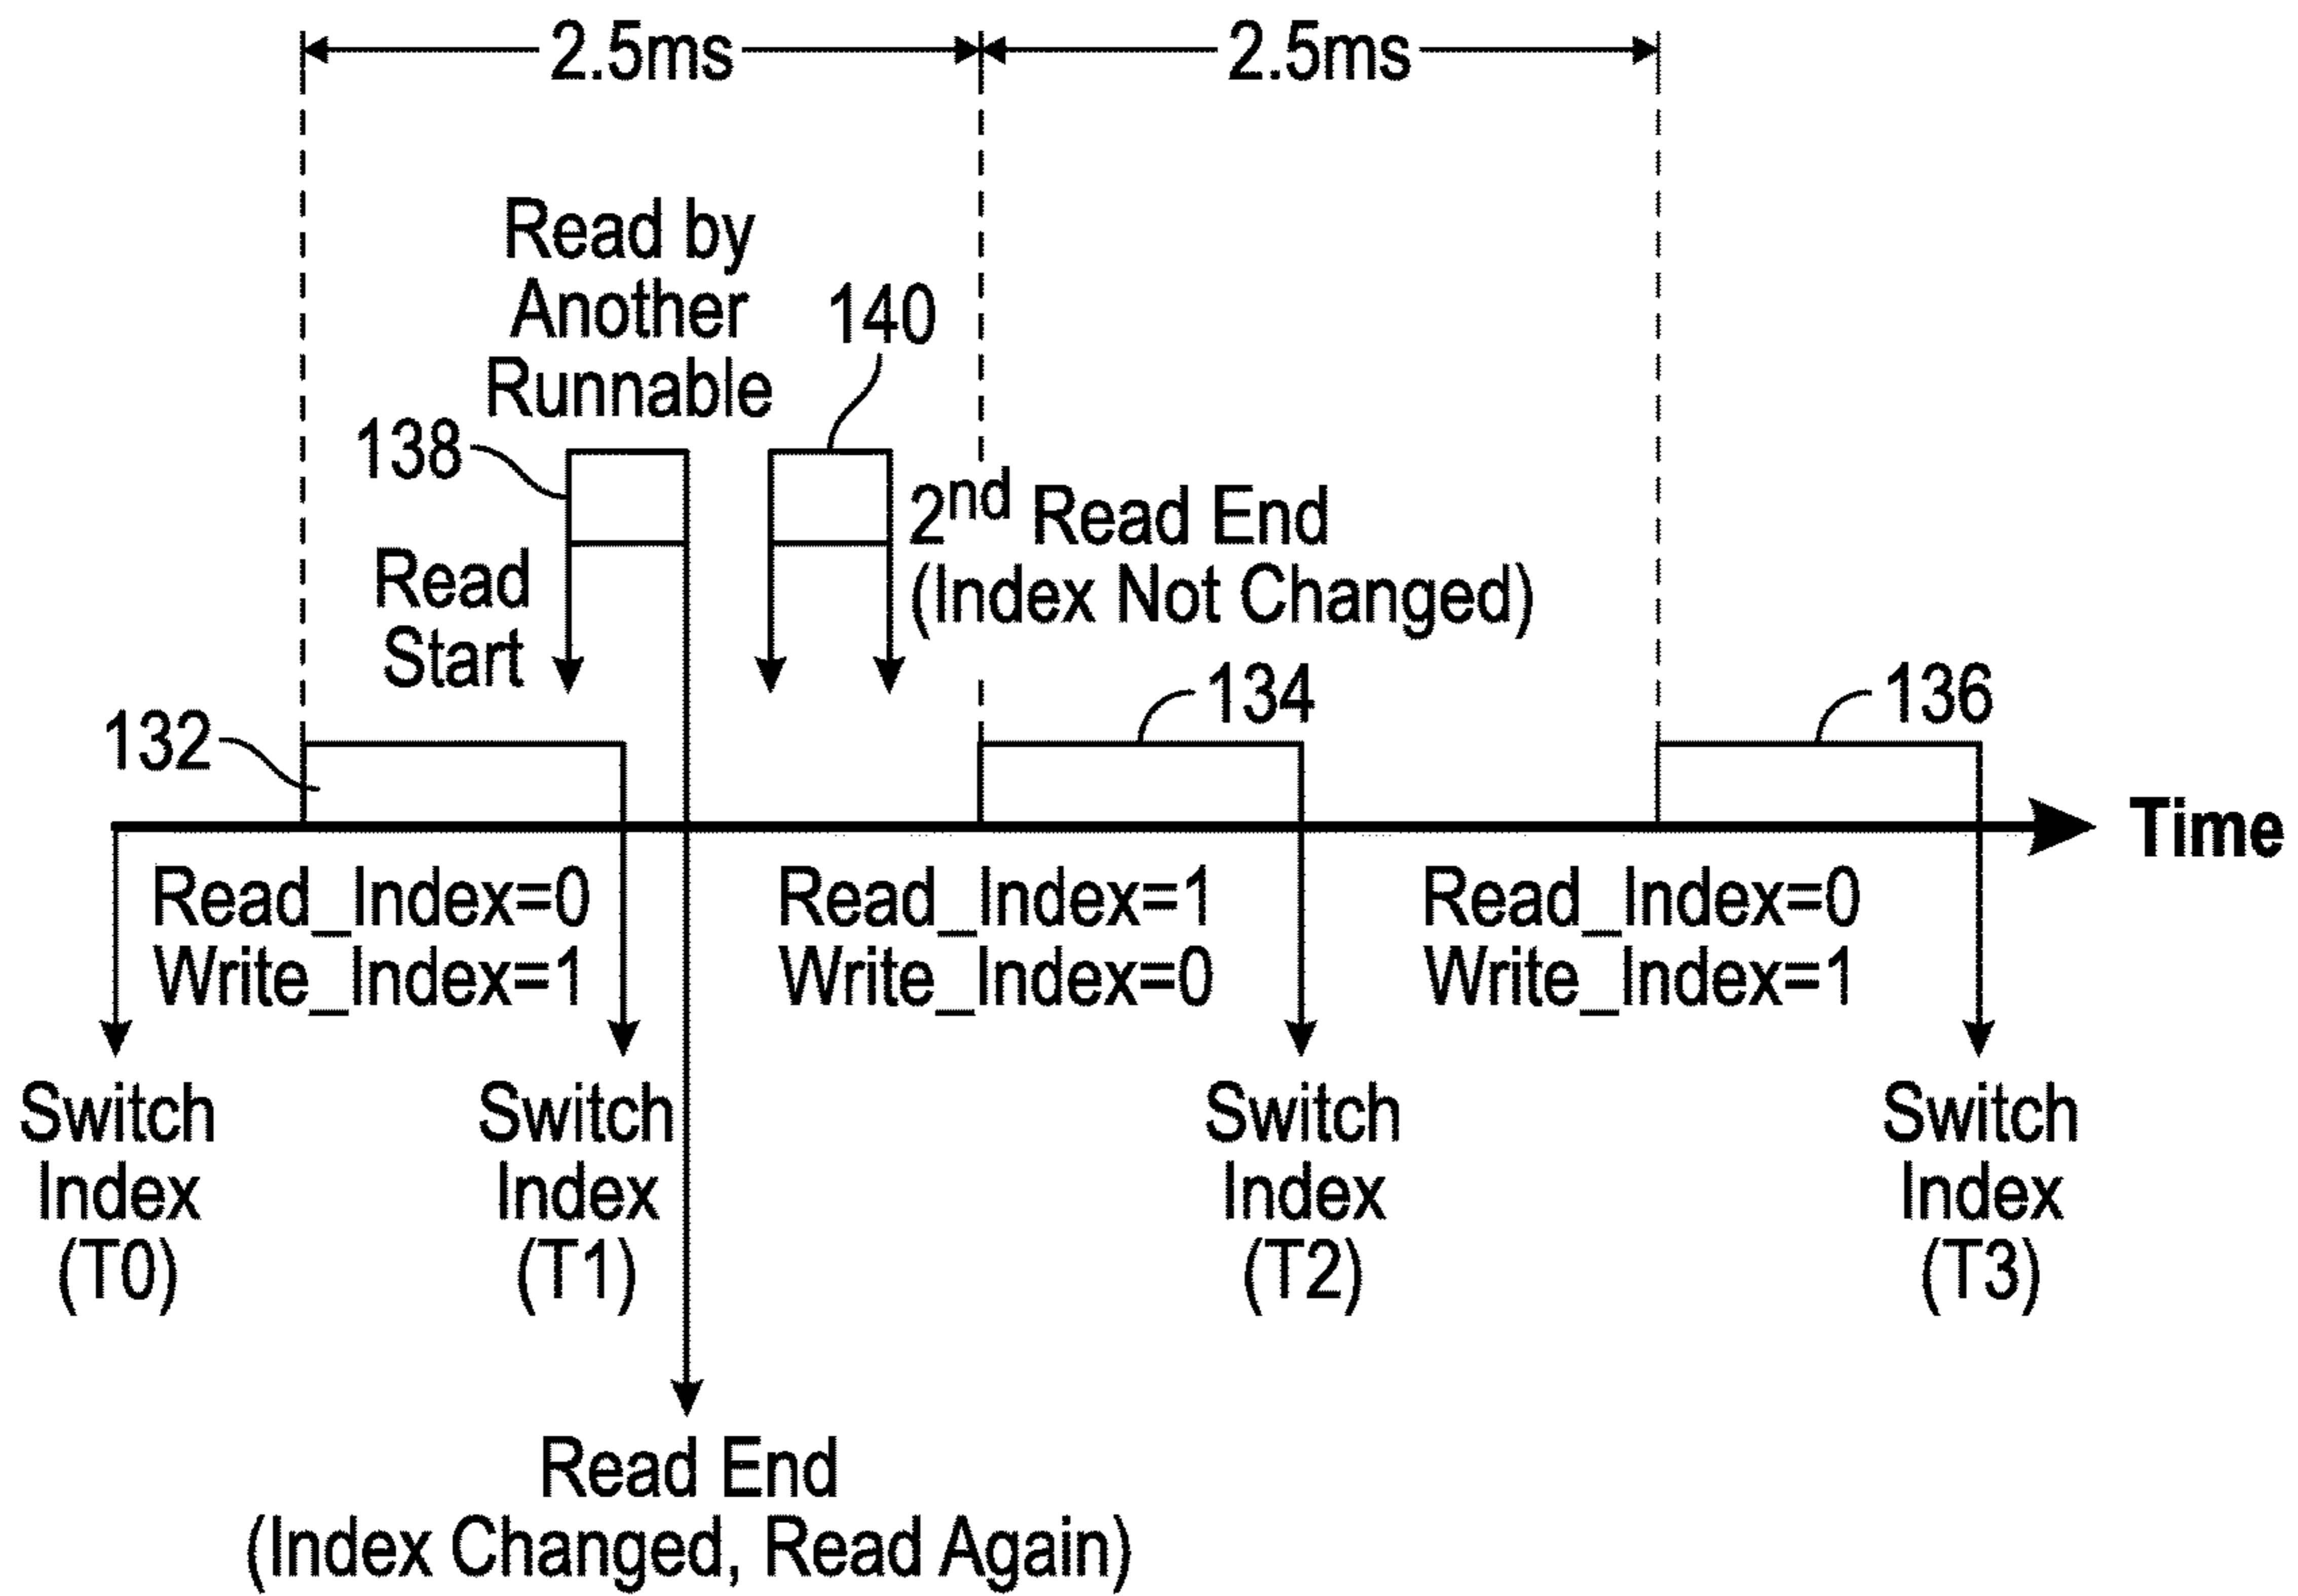 2.5ms
2.5ms
Read by
Another
Runnable
138
140
Read
Start
2nd Read End
(Index Not Changed)
132
134
136
Time
Read_Index=0
Write_Index=1
Read_Index=1
Write_Index=0
Read_Index=0
Write_Index=1
Switch
Index
(T0)
Switch
Index
(T1)
Switch
Index
(T2)
Switch
Index
(T3)
Read End
(Index Changed, Read Again)